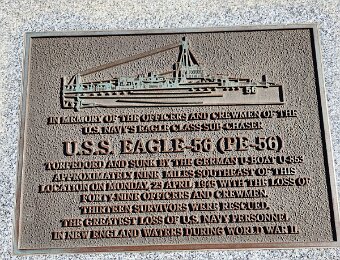 56
IN MEMORY OF THE OFFICERS AND CREWMEN OF THE
U.S. NAVY'S EAGLE CLASS SUB-CHASER
U.S.S. EAGLE-56 (PE-56)
TORPEDOED AND SUNK BY THE GERMAN U-BOAT U-853
APPROXIMATELY NINE MILES SOUTHEAST OF THIS
LOCATION ON MONDAY, 23 APRIL 1945 WITH THE LOSS OF
FORTY-NINE OFFICERS AND CREWMEN.
THIRTEEN SURVIVORS WERE RESCUED.
THE GREATEST LOSS OF U.S. NAVY PERSONNEL
IN NEW ENGLAND WATERS DURING WORLD WAR II.